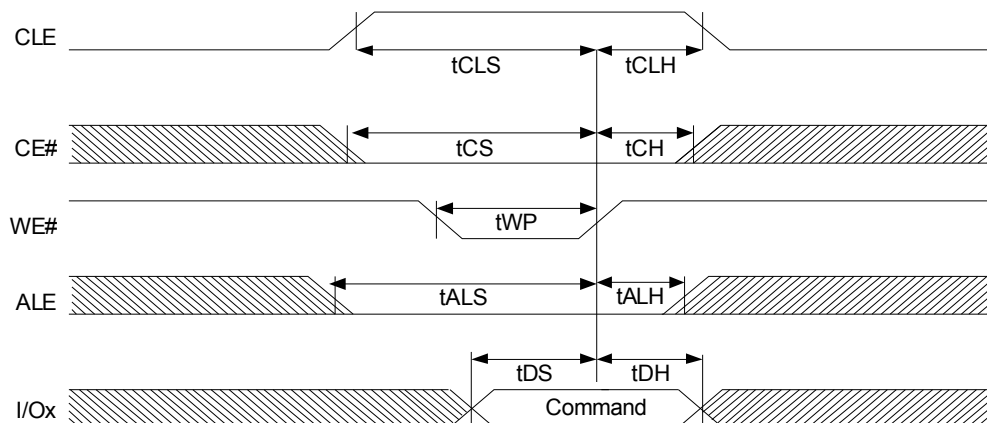 CLE
tCLS tCLH
CE#
tCS tCH
WE#
tWP
ALE
tALS tALH
tDS tDH
I/Ox
Command